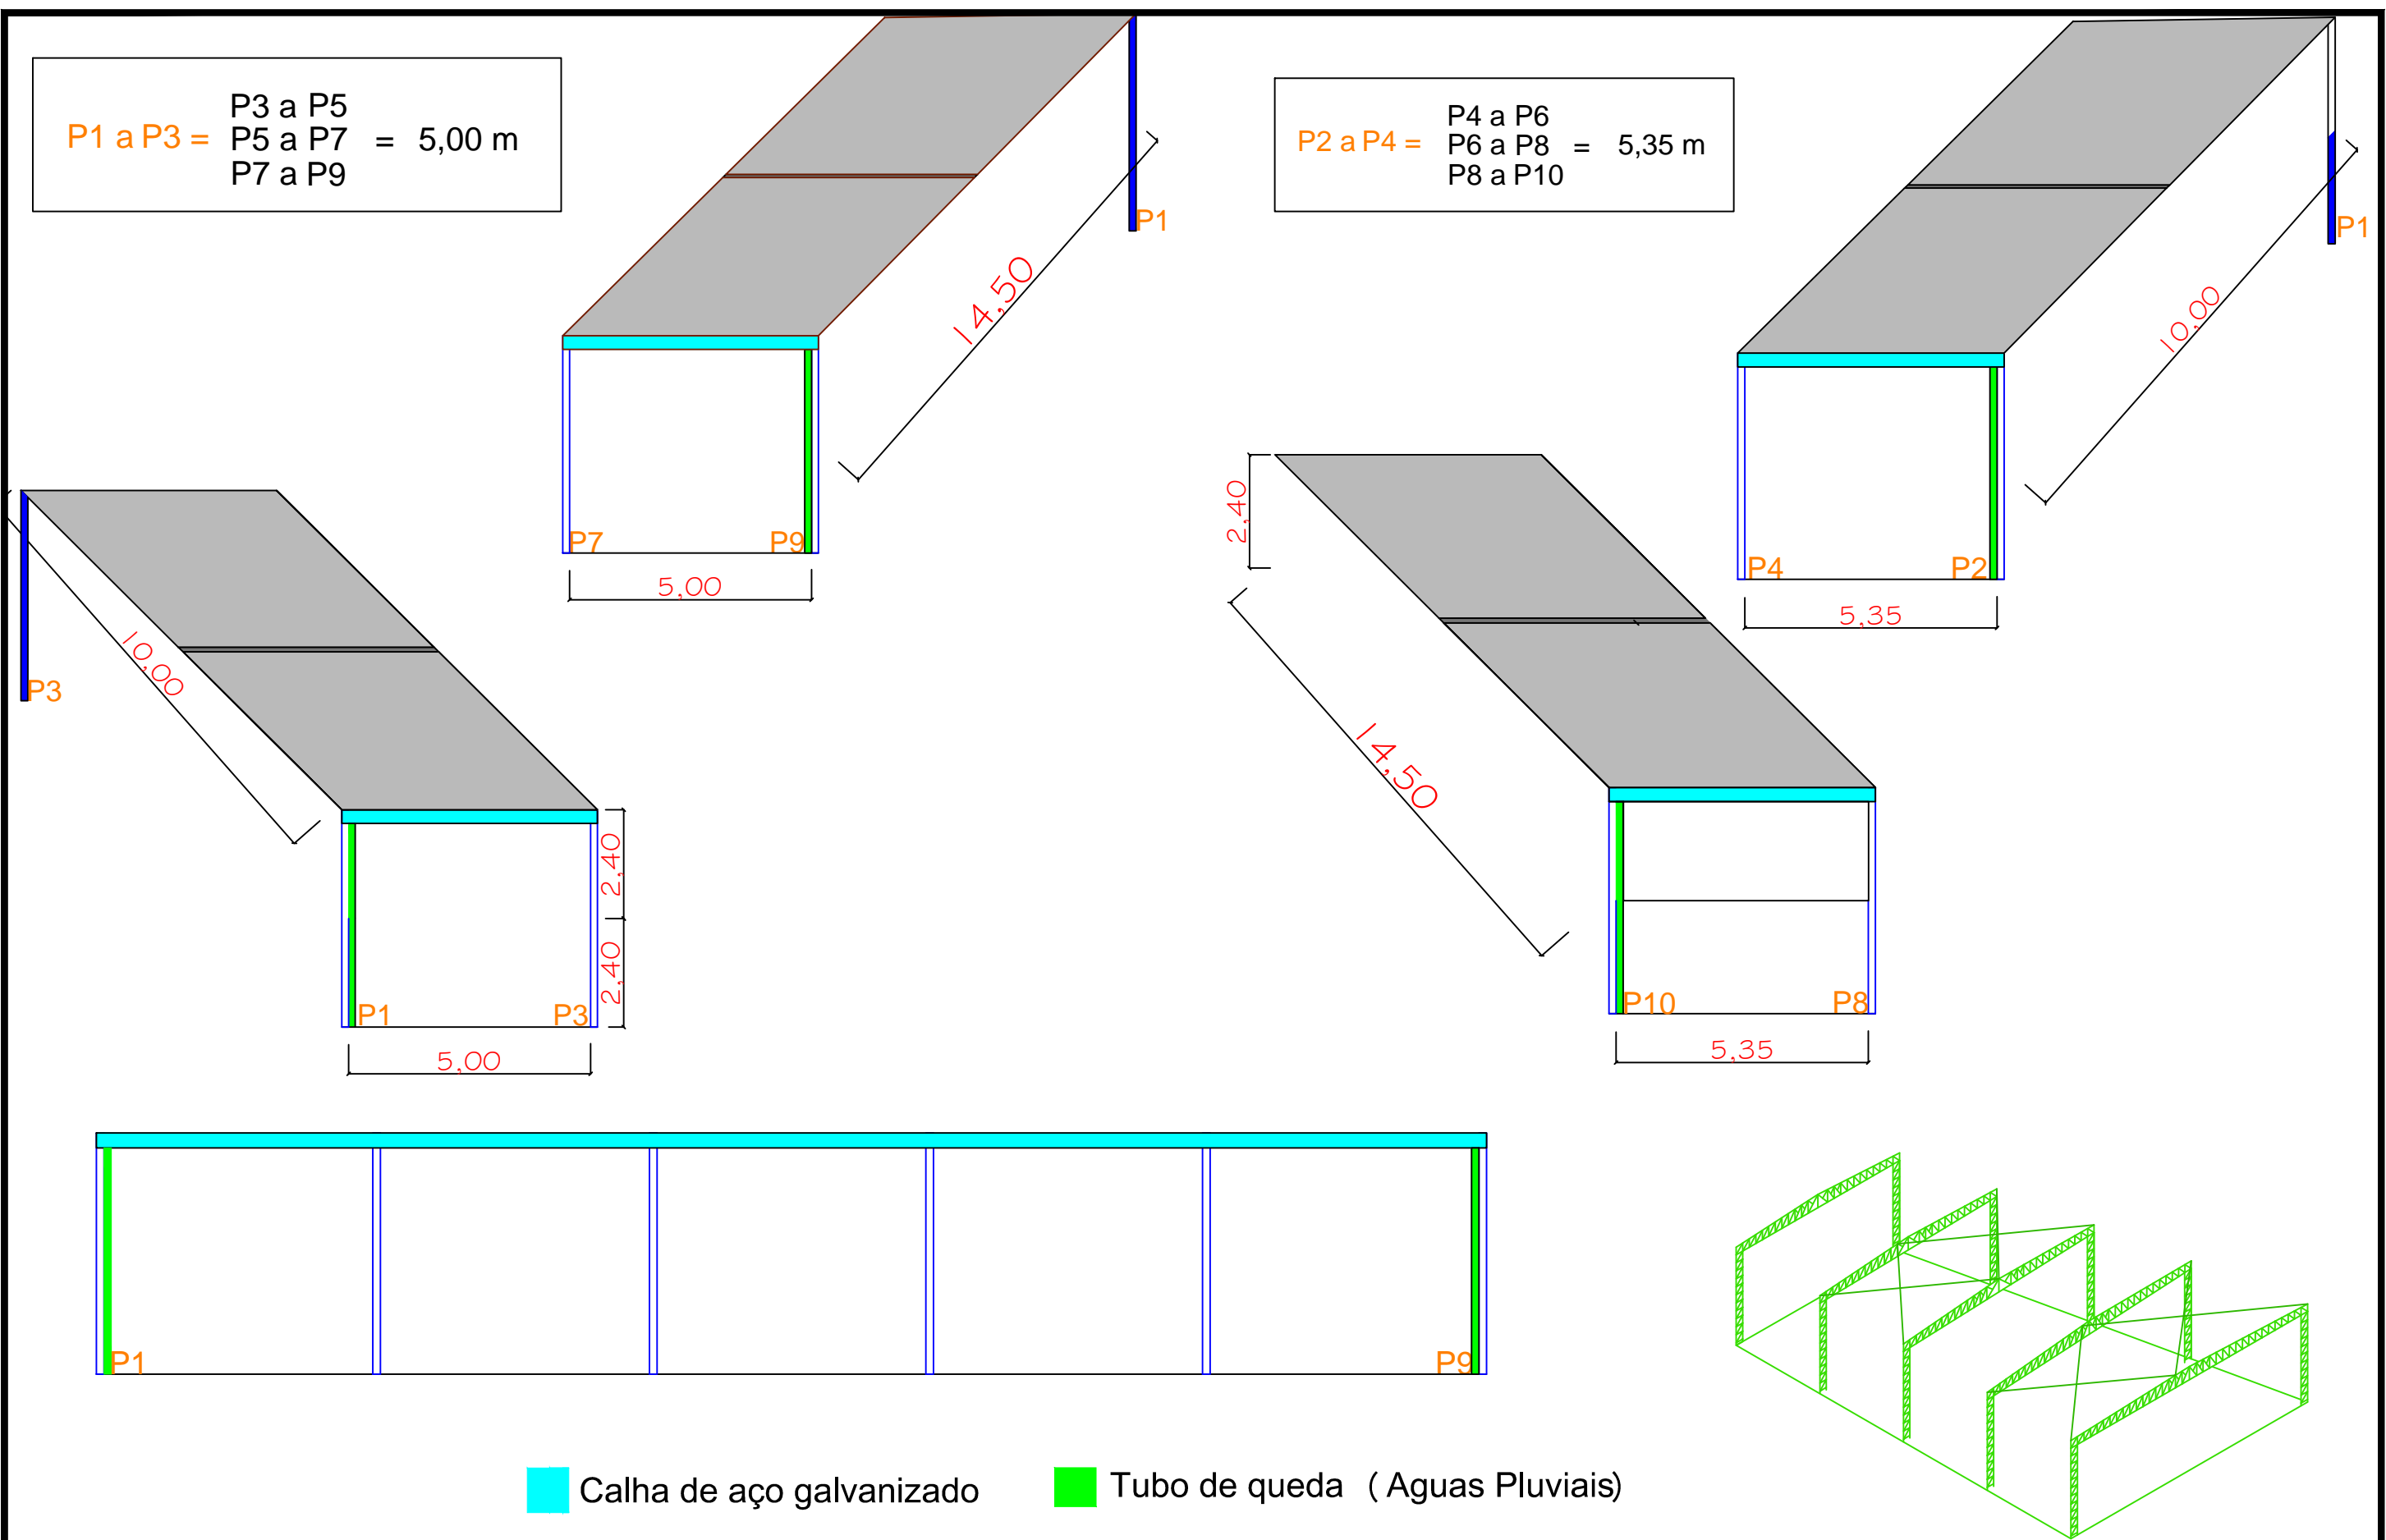 P3 a P5
P1 a P3 = P5 a P7 = 5,00 m
P7 a P9
P4 a P6
P2 a P4 = P6 a P8 = 5,35 m
P8 a P10
P1
14,50
P7 P9
5,00
P1
10,00
P4 P2
5,35
P3
10,00
2,40
2,40
P1 P3
5,00
2,40
14,50
P10 P8
5,35
P1 P9
Calha de aço galvanizado
Tubo de queda ( Aguas Pluviais)